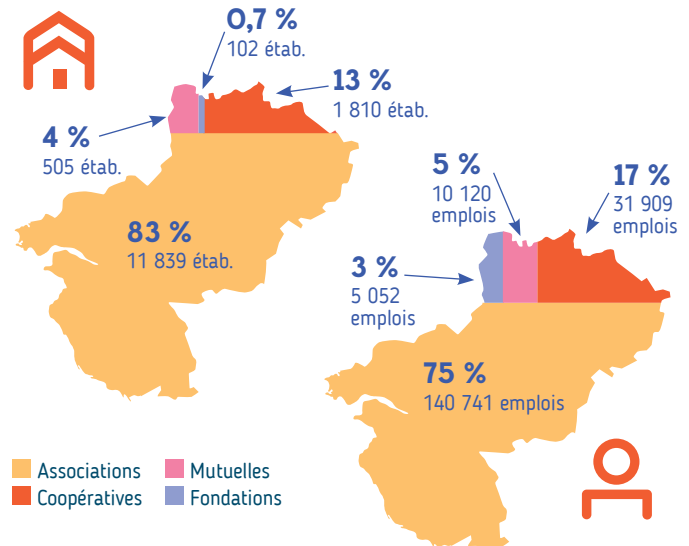 0,7 %
102 étab.
13 %
1 810 étab.
4 %
505 étab.
83 %
11 839 étab.
5 %
10 120
emplois
17 %
31 909
emplois
3 %
5 052
emplois
75 %
140 741 emplois
Associations
Mutuelles
Coopératives
Fondations